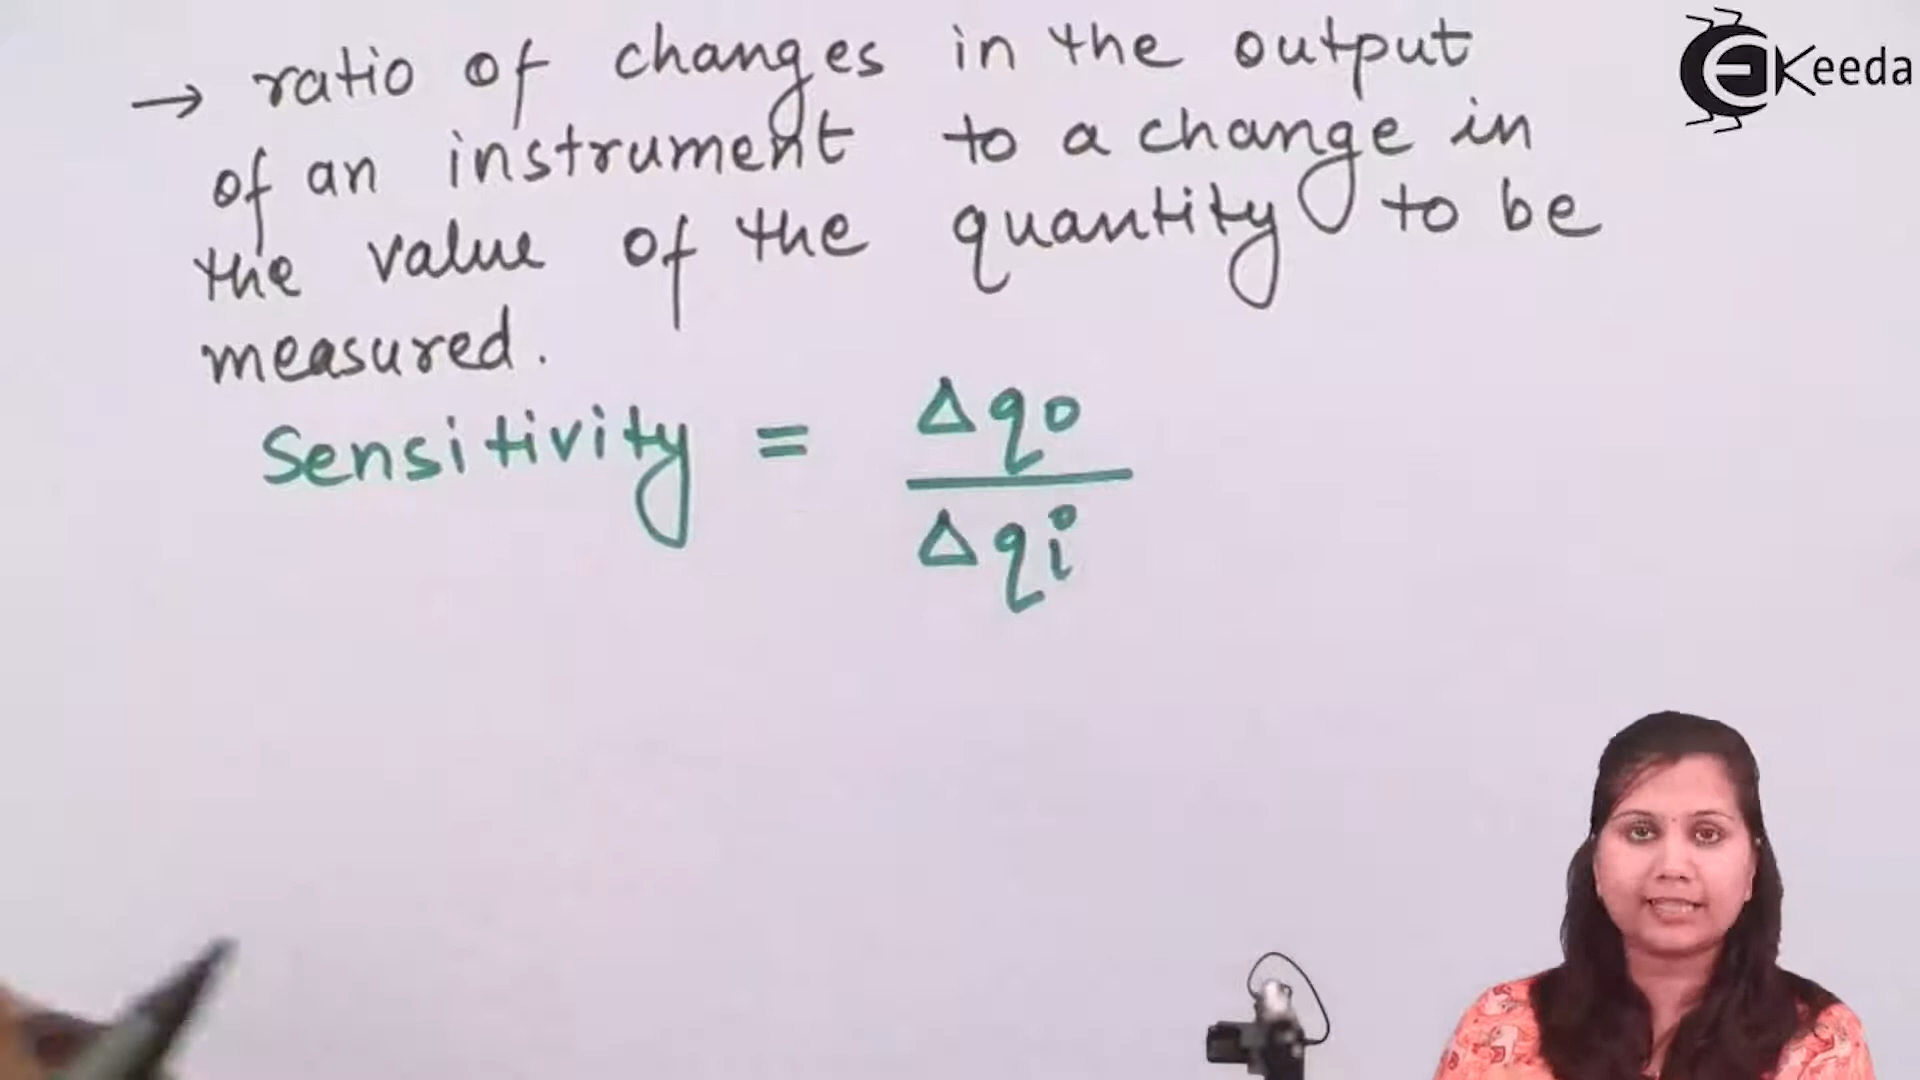 → ratio of changes in the output
of an instrument to a change in
the value of the quantity to be
measured.
Sensitivity = Δqo
Δqi
EKeeda